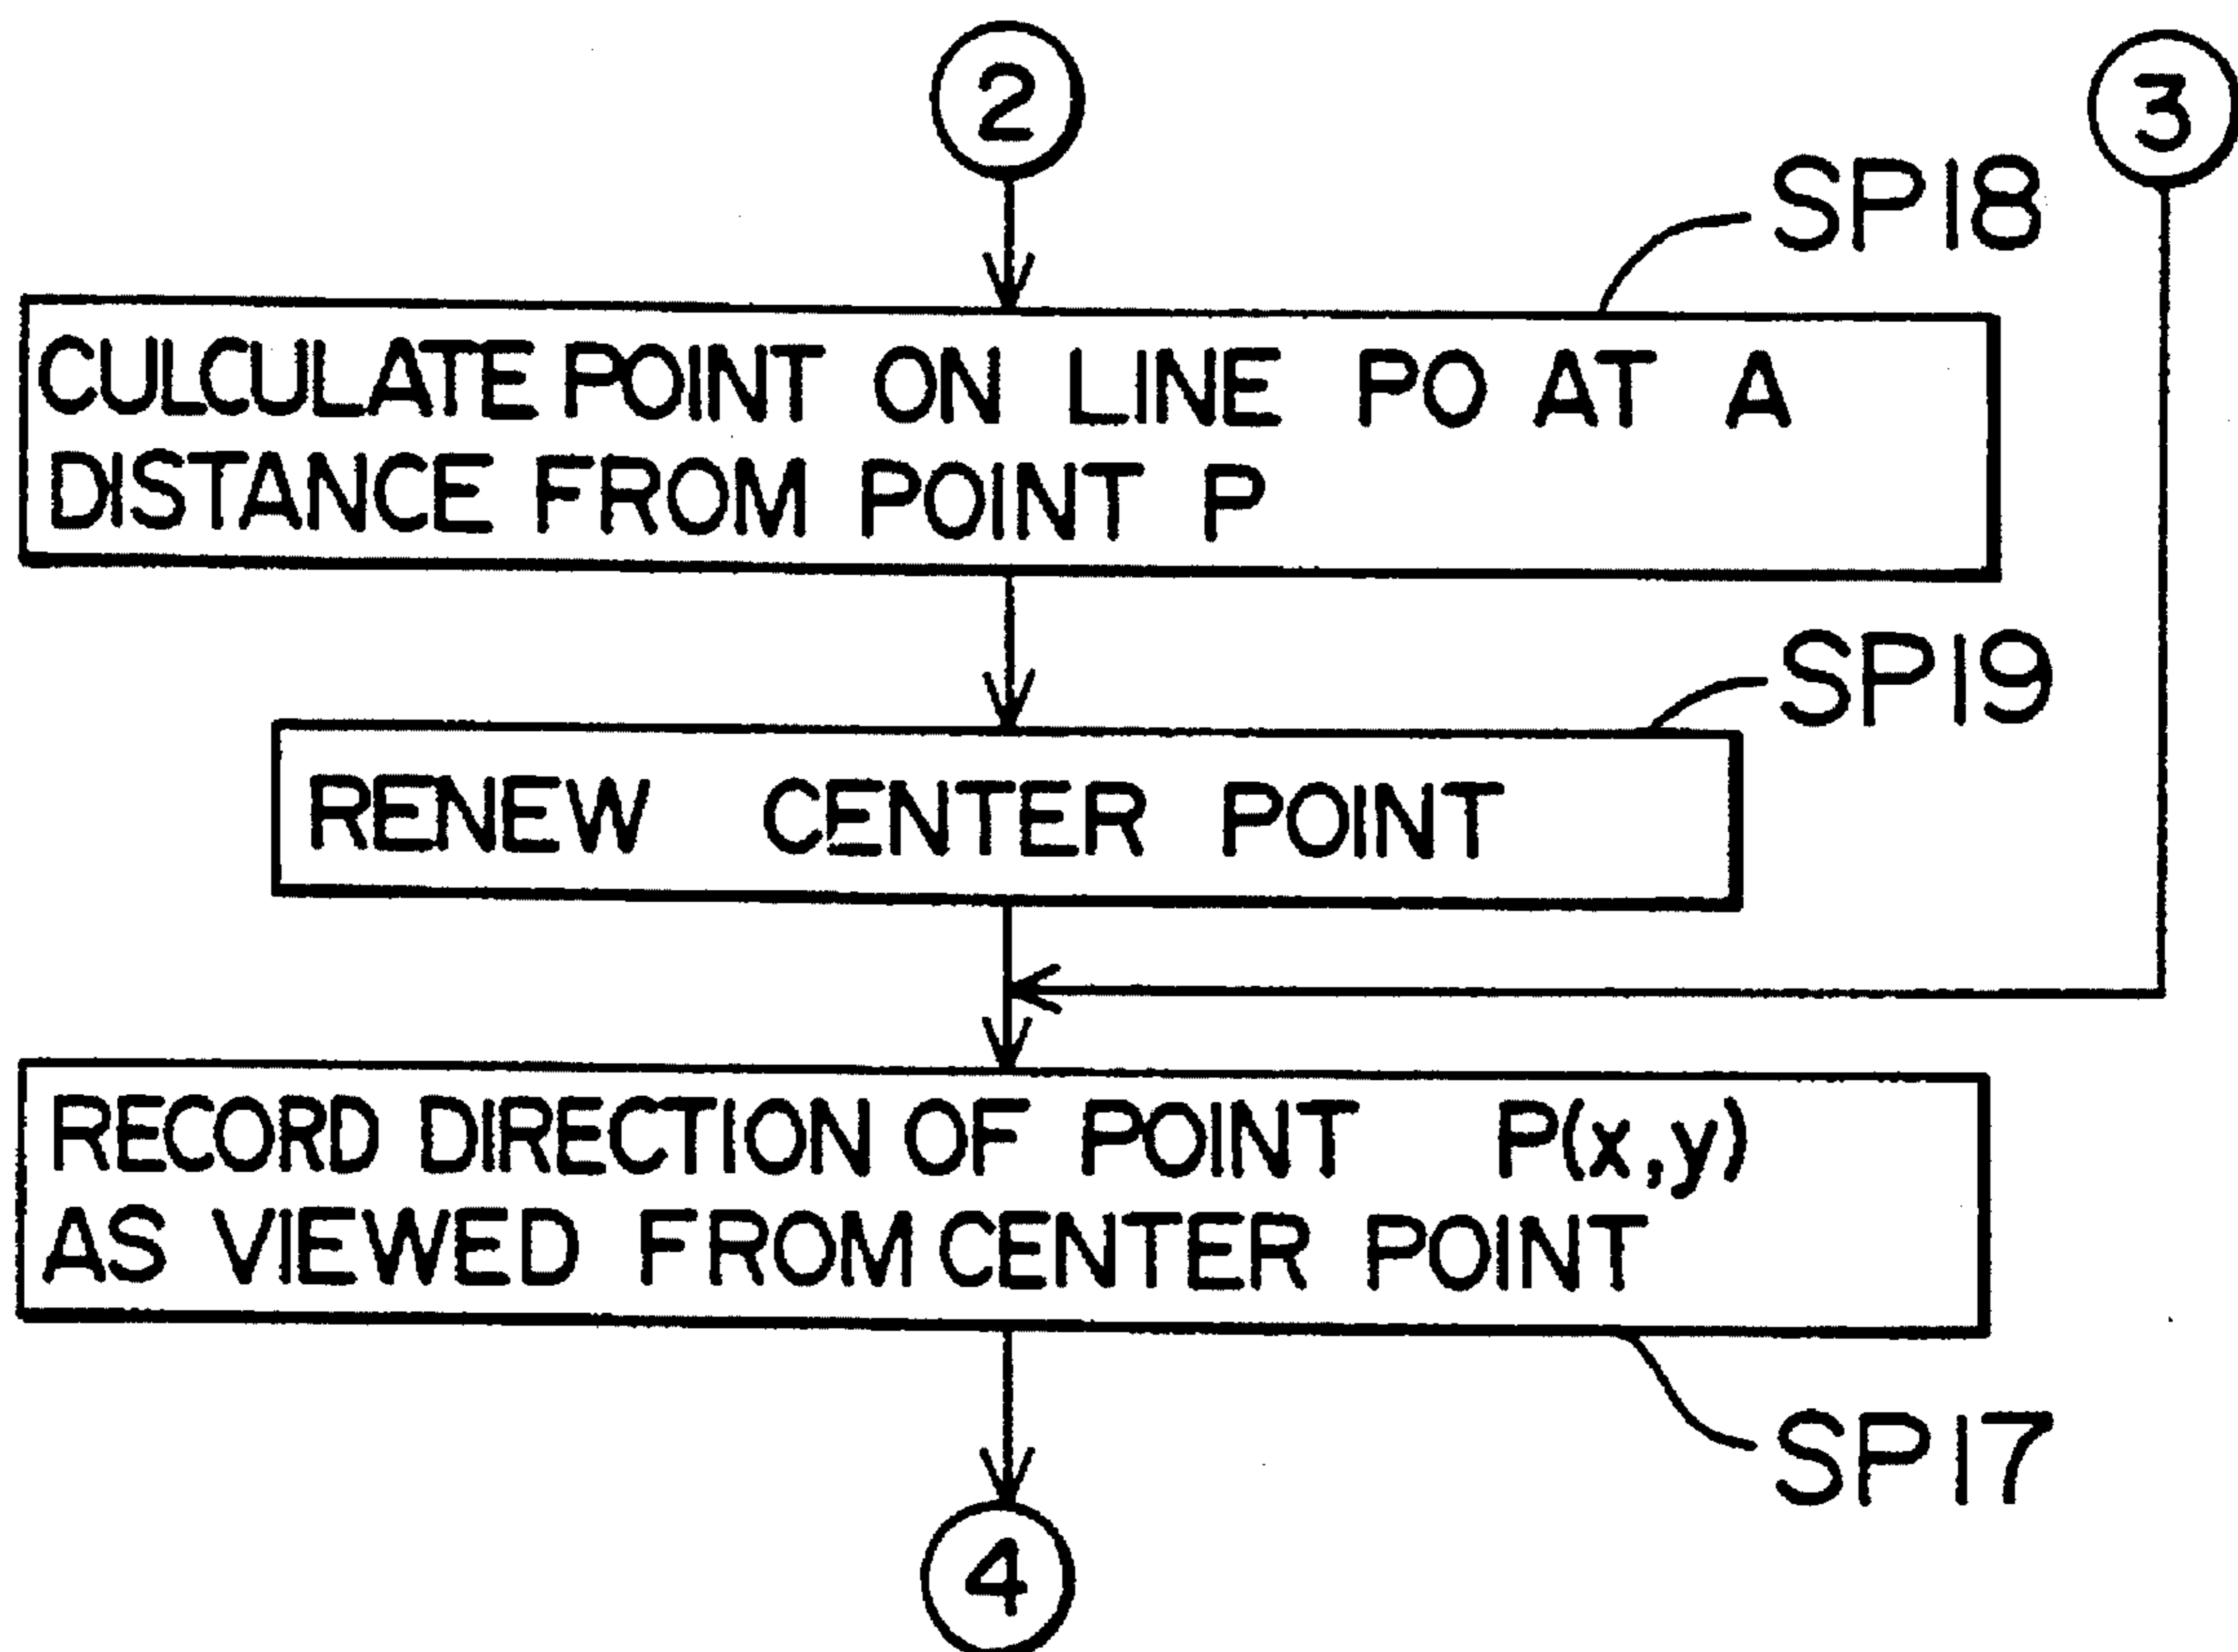 2
3
SP18
CULCULATE POINT ON LINE PO AT A
DISTANCE FROM POINT P
SP19
RENEW CENTER POINT
RECORD DIRECTION OF POINT P(x,y)
AS VIEWED FROM CENTER POINT
SP17
4